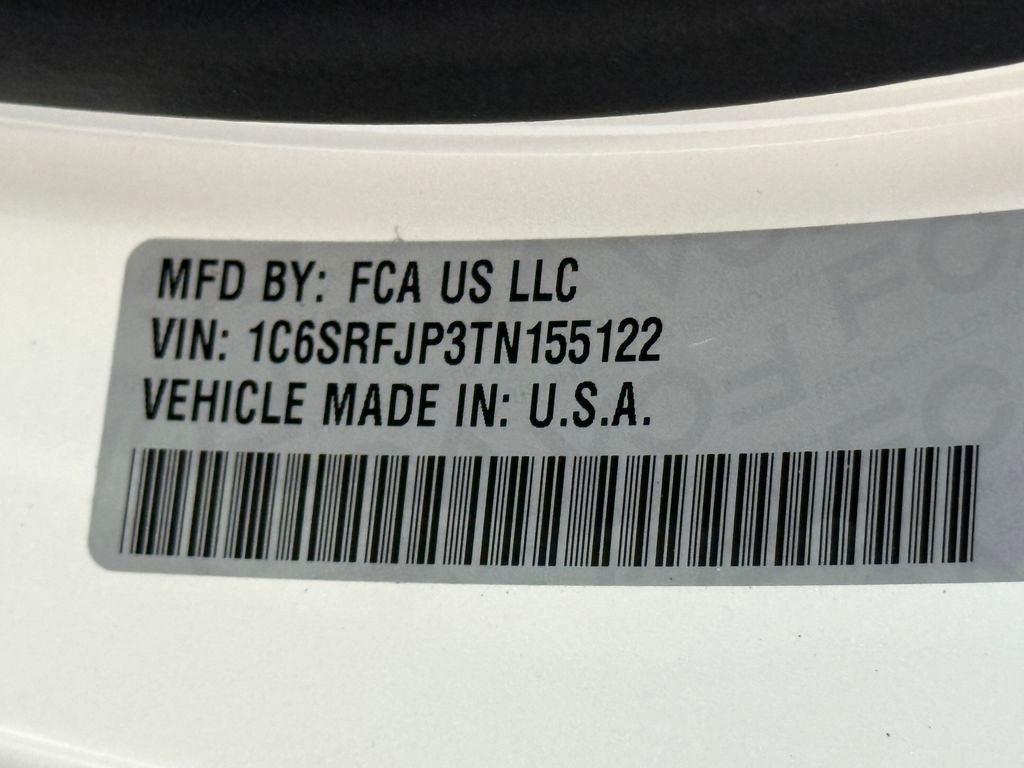 MFD BY: FCA US LLC
VIN: 1C6SRFJP3TN155122
VEHICLE MADE IN: U.S.A.